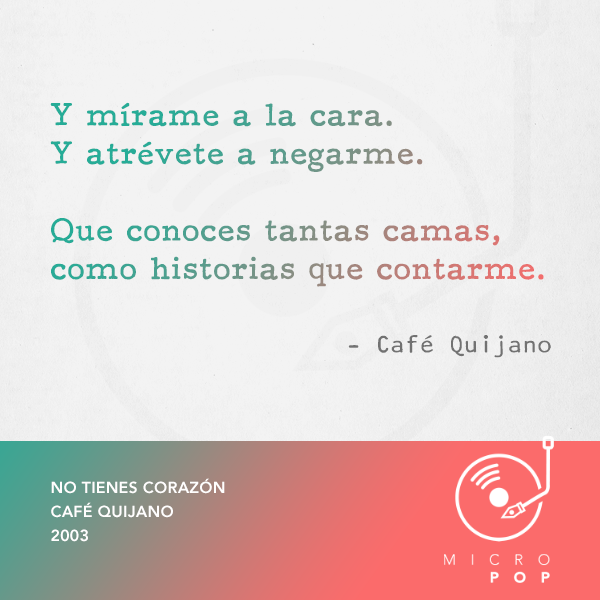 Y mírame a la cara.
Y atrévete a negarme.
Que conoces tantas camas,
como historias que contarme.
- Café Quijano
NO TIENES CORAZÓN
CAFÉ QUIJANO
2003
MICRO
POP